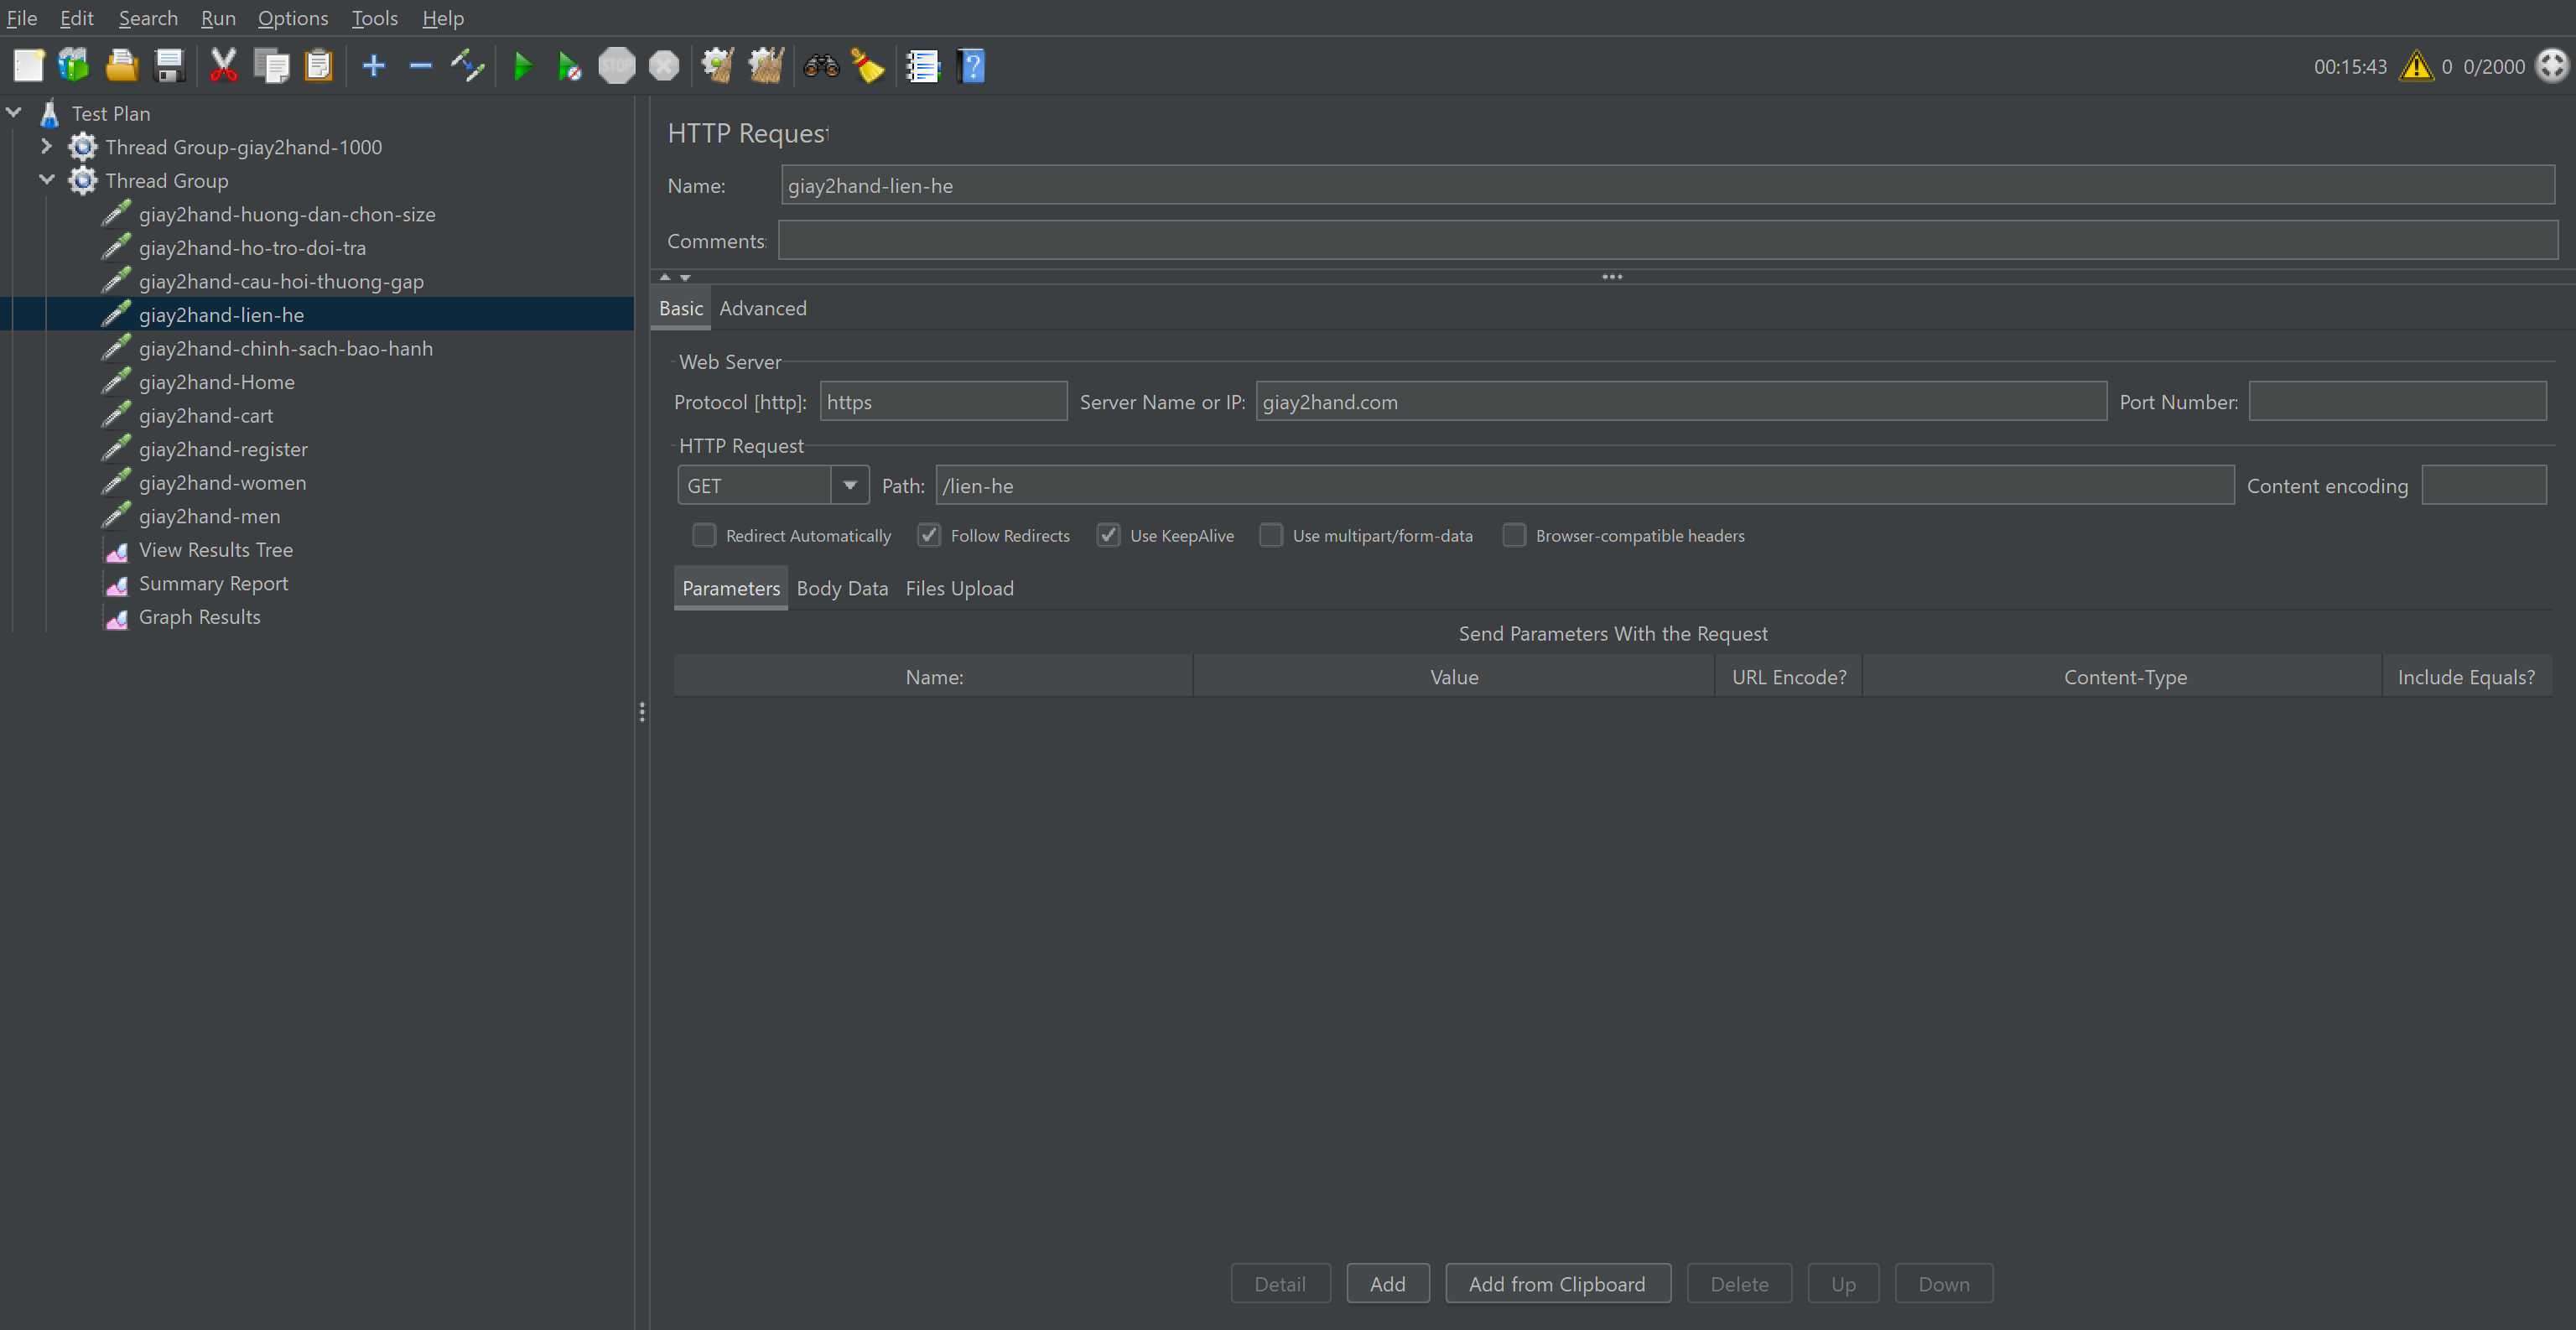 File Edit Search Run Options Tools Help
STOP
00:15:43 0 0/2000
Test Plan
Thread Group-giay2hand-1000
Thread Group
giay2hand-huong-dan-chon-size
giay2hand-ho-tro-doi-tra
giay2hand-cau-hoi-thuong-gap
giay2hand-lien-he
giay2hand-chinh-sach-bao-hanh
giay2hand-Home
giay2hand-cart
giay2hand-register
giay2hand-women
giay2hand-men
View Results Tree
Summary Report
Graph Results
HTTP Request
Name: giay2hand-lien-he
Comments:
Basic Advanced
Web Server
Protocol [http]: https Server Name or IP: giay2hand.com Port Number:
HTTP Request
GET Path: /lien-he Content encoding
Redirect Automatically Follow Redirects Use KeepAlive Use multipart/form-data Browser-compatible headers
Parameters Body Data Files Upload
Send Parameters With the Request
Name: Value URL Encode? Content-Type Include Equals?
Detail Add Add from Clipboard Delete Up Down